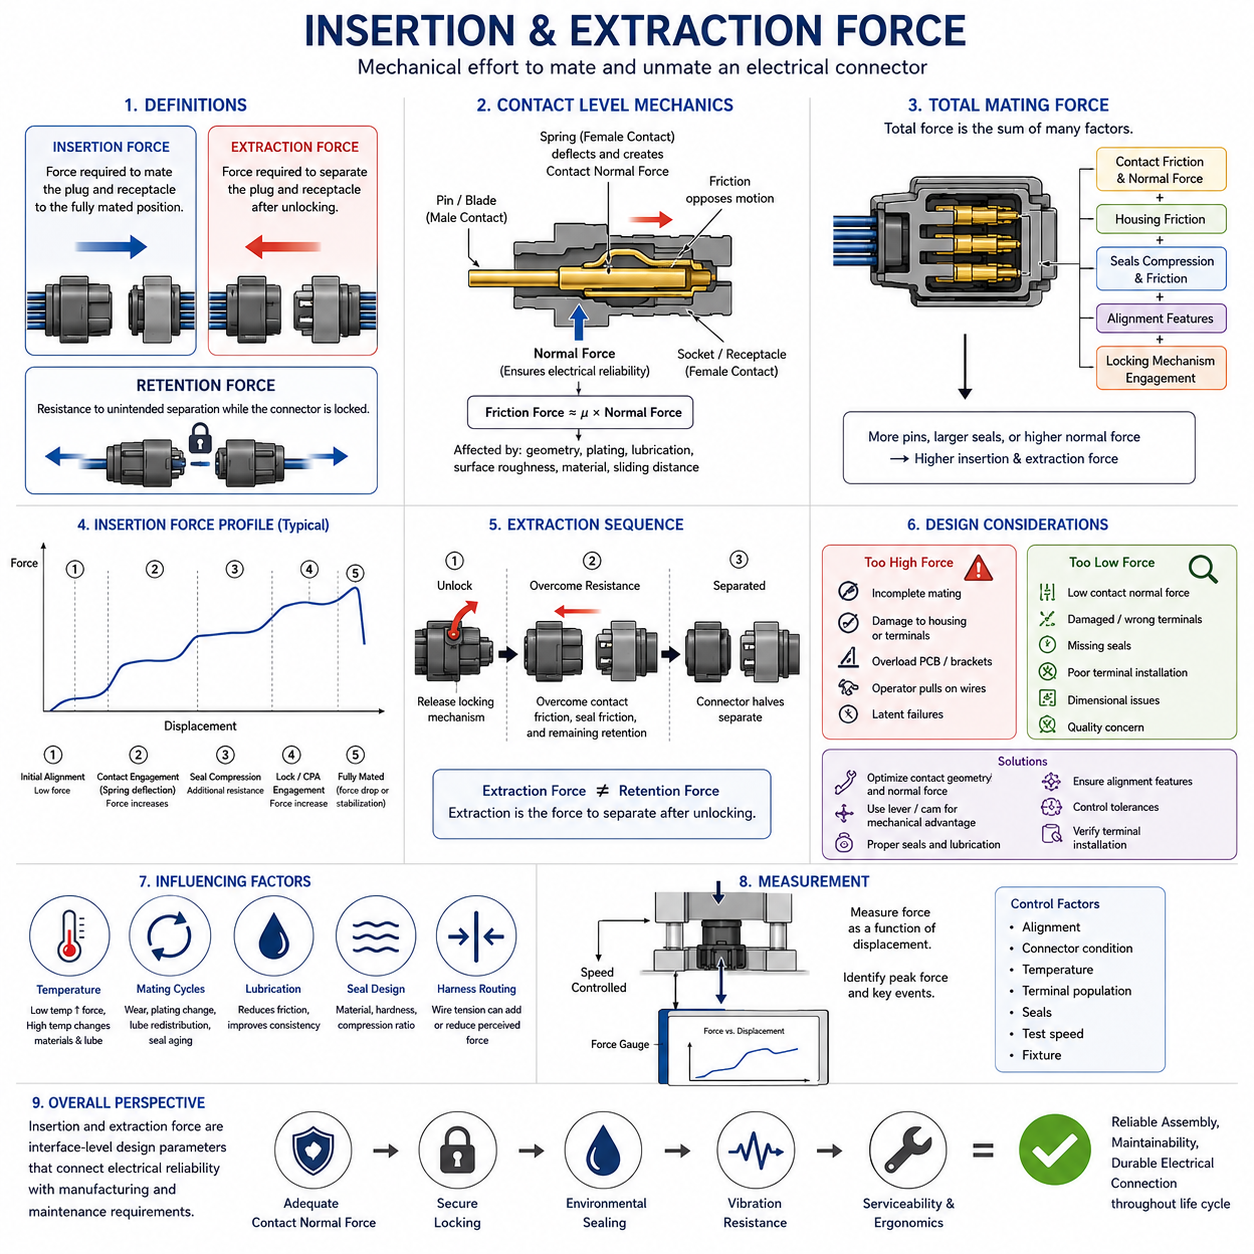 INSERTION & EXTRACTION FORCE
Mechanical effort to mate and unmate an electrical connector
1. DEFINITIONS
INSERTION FORCE
Force required to mate
the plug and receptacle
to the fully mated position.
EXTRACTION FORCE
Force required to separate
the plug and receptacle
after unlocking.
RETENTION FORCE
Resistance to unintended separation while the connector is locked.
2. CONTACT LEVEL MECHANICS
Spring (Female Contact)
deflects and creates
Contact Normal Force
Friction
opposes motion
Pin / Blade
(Male Contact)
Normal Force
(Ensures electrical reliability)
Socket / Receptacle
(Female Contact)
Friction Force ≈ μ × Normal Force
Affected by: geometry, plating, lubrication,
surface roughness, material, sliding distance
3. TOTAL MATING FORCE
Total force is the sum of many factors.
Contact Friction
& Normal Force
+
Housing Friction
+
Seals Compression
& Friction
+
Alignment Features
+
Locking Mechanism
Engagement
More pins, larger seals, or higher normal force
→ Higher insertion & extraction force
4. INSERTION FORCE PROFILE (Typical)
Force
1
2
3
4
5
Displacement
1
Initial Alignment
Low force
2
Contact Engagement
(Spring deflection)
Force increases
3
Seal Compression
Additional resistance
4
Lock / CPA
Engagement
Force increase
5
Fully Mated
(force drop or
stabilization)
5. EXTRACTION SEQUENCE
1
Unlock
2
Overcome Resistance
3
Separated
Release locking
mechanism
Overcome contact
friction, seal friction,
and remaining retention
Connector halves
separate
Extraction Force ≠ Retention Force
Extraction is the force to separate after unlocking.
6. DESIGN CONSIDERATIONS
Too High Force
Incomplete mating
Damage to housing
or terminals
Overload PCB / brackets
Operator pulls on wires
Latent failures
Too Low Force
Low contact normal force
Damaged / wrong terminals
Missing seals
Poor terminal installation
Dimensional issues
Quality concern
Solutions
Optimize contact geometry
and normal force
Use lever / cam for
mechanical advantage
Proper seals and lubrication
Ensure alignment features
Control tolerances
Verify terminal
installation
7. INFLUENCING FACTORS
Temperature
Low temp ↑ force,
High temp changes
materials & lube
Mating Cycles
Wear, plating change,
lube redistribution,
seal aging
Lubrication
Reduces friction,
improves consistency
Seal Design
Material, hardness,
compression ratio
Harness Routing
Wire tension can add
or reduce perceived
force
8. MEASUREMENT
Speed
Controlled
Force Gauge
Force vs. Displacement
Measure force
as a function of
displacement.
Identify peak force
and key events.
Control Factors
• Alignment
• Connector condition
• Temperature
• Terminal population
• Seals
• Test speed
• Fixture
9. OVERALL PERSPECTIVE
Insertion and extraction force are
interface-level design parameters
that connect electrical reliability
with manufacturing and
maintenance requirements.
Adequate
Contact Normal Force
Secure
Locking
Environmental
Sealing
Vibration
Resistance
Serviceability &
Ergonomics
=
Reliable Assembly,
Maintainability,
Durable Electrical
Connection
throughout life cycle